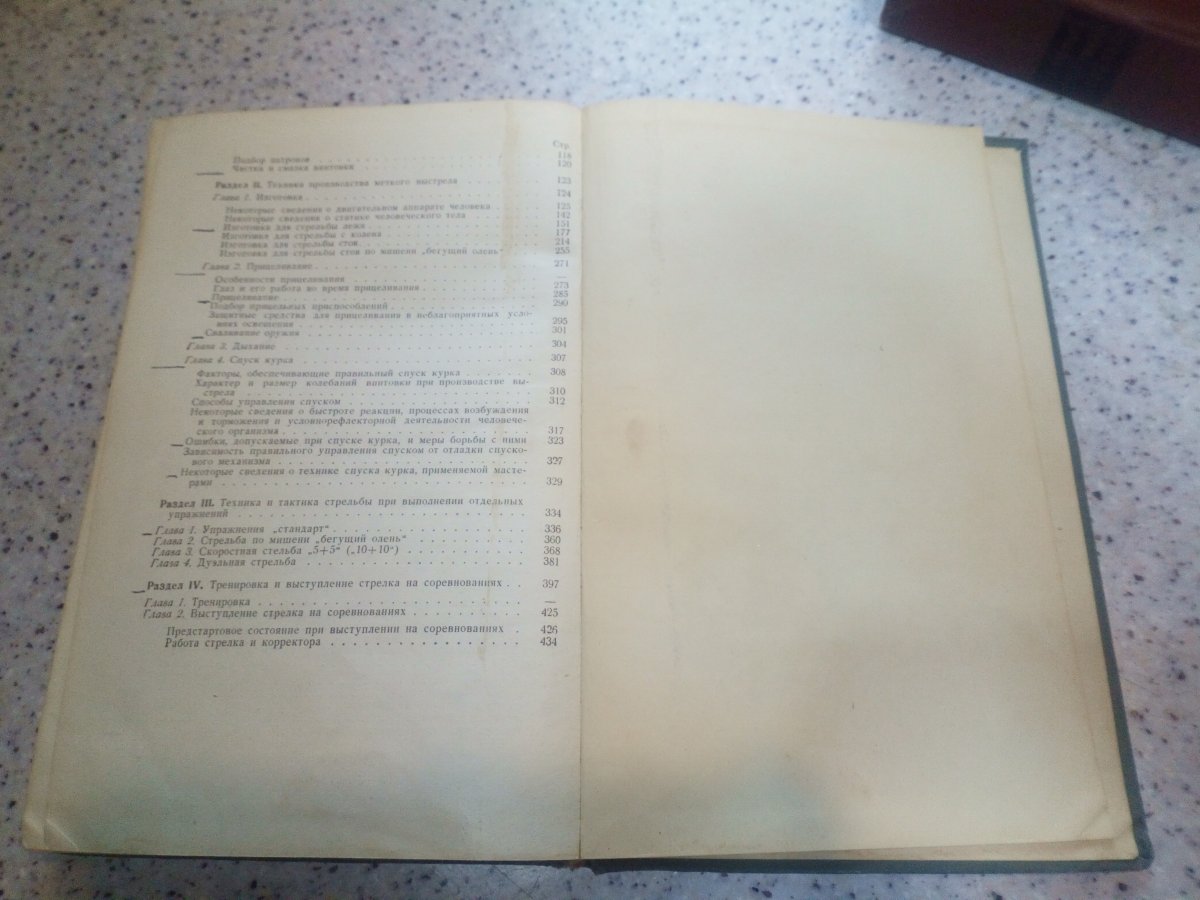 Стр.
Подбор патронов . . . 118
Чистка и смазка винтовки . . . 120
Раздел II. Техника производства меткого выстрела . . . 123
Глава 1. Изготовка . . . 124
Некоторые сведения о двигательном аппарате человека . . . 125
Некоторые сведения о статике человеческого тела . . . 142
Изготовка для стрельбы лежа . . . 151
Изготовка для стрельбы с колена . . . 177
Изготовка для стрельбы стоя . . . 214
Изготовка для стрельбы стоя по мишени „бегущий олень“ 255
Глава 2. Прицеливание . . . 271
Особенности прицеливания . . . —
Глаз и его работа во время прицеливания . . . 273
Прицеливание . . . 285
Подбор прицельных приспособлений . . . 290
Защитные средства для прицеливания в неблагоприятных усло-
виях освещения . . . 295
Сваливание оружия . . . 301
Глава 3. Дыхание . . . 304
Глава 4. Спуск курка . . . 307
Факторы, обеспечивающие правильный спуск курка . . . 308
Характер и размер колебаний винтовки при производстве вы-
стрела . . . 310
Способы управления спуском . . . 312
Некоторые сведения о быстроте реакции, процессах возбуждения
и торможения и условнорефлекторной деятельности человече-
ского организма . . . 317
Ошибки, допускаемые при спуске курка, и меры борьбы с ними 323
Зависимость правильного управления спуском от отладки спуско-
вого механизма . . . 327
Некоторые сведения о технике спуска курка, применяемой масте-
рами . . . 329
Раздел III. Техника и тактика стрельбы при выполнении отдельных
упражнений . . . 334
Глава 1. Упражнения „стандарт“ . . . 336
Глава 2. Стрельба по мишени „бегущий олень“ . . . 360
Глава 3. Скоростная стельба „5+5“ („10+10“) . . . 368
Глава 4. Дуэльная стрельба . . . 381
Раздел IV. Тренировка и выступление стрелка на соревнованиях . . 397
Глава 1. Тренировка . . . —
Глава 2. Выступление стрелка на соревнованиях . . . 425
Предстартовое состояние при выступлении на соревнованиях . 426
Работа стрелка и корректора . . . 434